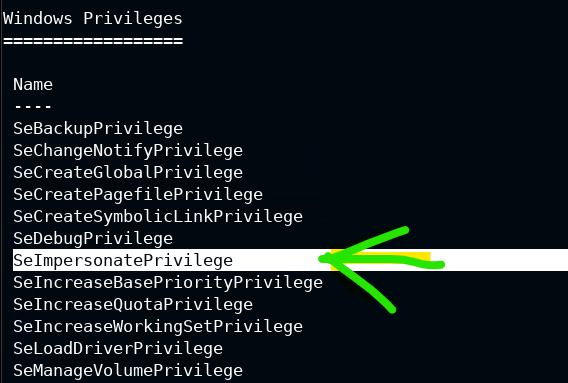 Windows Privileges
==================
Name
----
SeBackupPrivilege
SeChangeNotifyPrivilege
SeCreateGlobalPrivilege
SeCreatePagefilePrivilege
SeCreateSymbolicLinkPrivilege
SeDebugPrivilege
SeImpersonatePrivilege
SeIncreaseBasePriorityPrivilege
SeIncreaseQuotaPrivilege
SeIncreaseWorkingSetPrivilege
SeLoadDriverPrivilege
SeManageVolumePrivilege